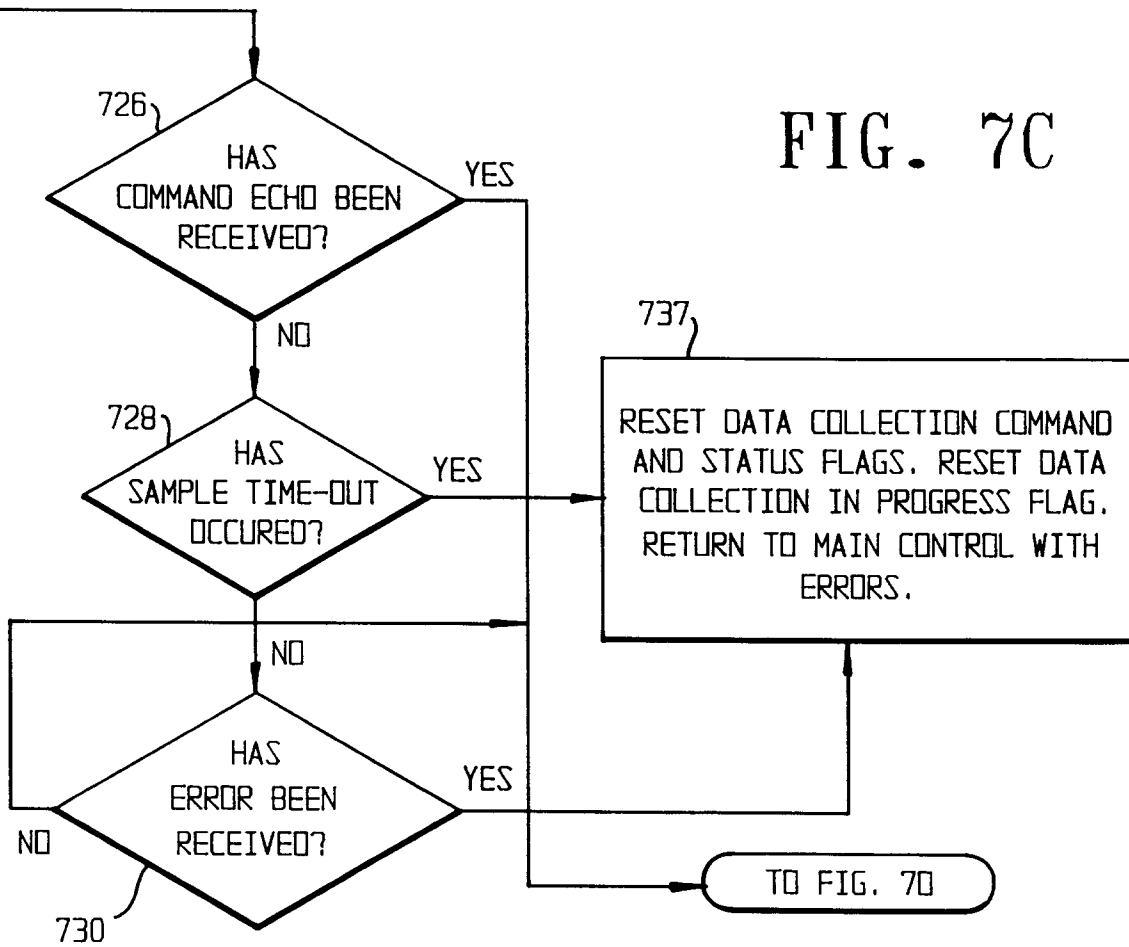 FIG. 7C
726
HAS
COMMAND ECHO BEEN
RECEIVED?
YES
NO
728
HAS
SAMPLE TIME-OUT
OCCURED?
YES
NO
737
RESET DATA COLLECTION COMMAND
AND STATUS FLAGS. RESET DATA
COLLECTION IN PROGRESS FLAG.
RETURN TO MAIN CONTROL WITH
ERRORS.
HAS
ERROR BEEN
RECEIVED?
YES
NO
730
TO FIG. 7D